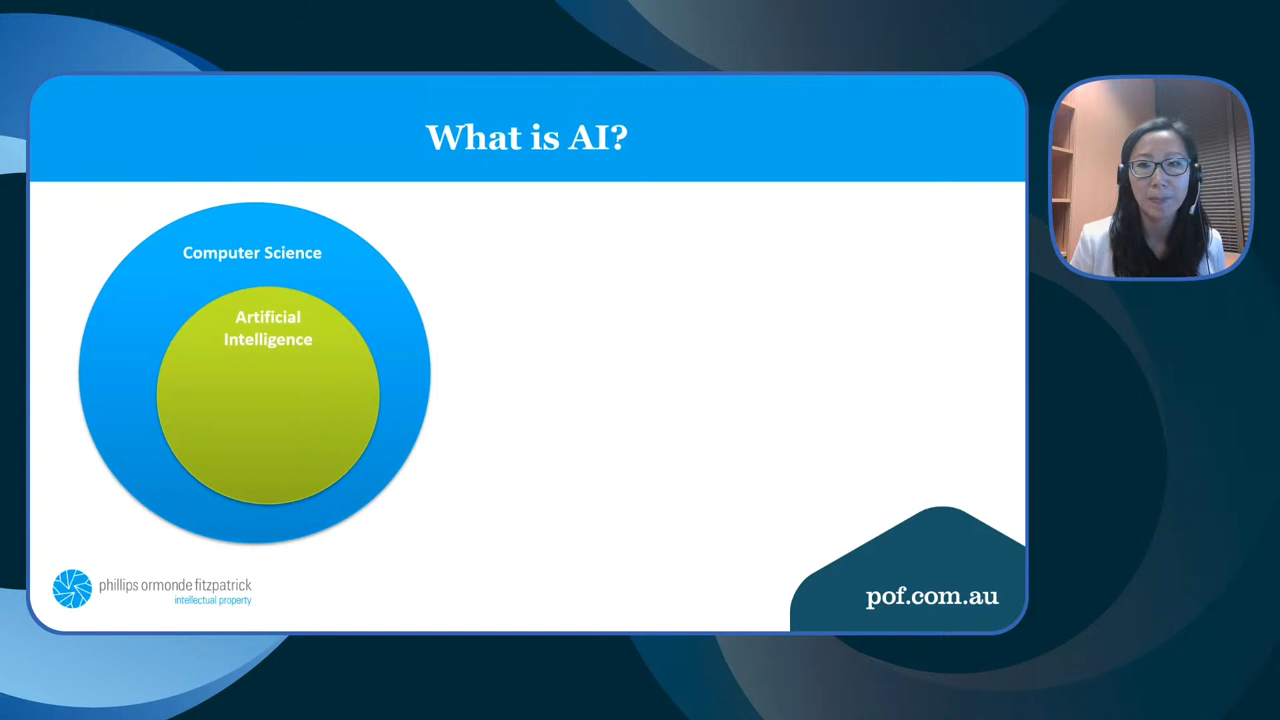 What is AI?
Computer Science
Artificial
Intelligence
phillips ormonde fitzpatrick
intellectual property
pof.com.au